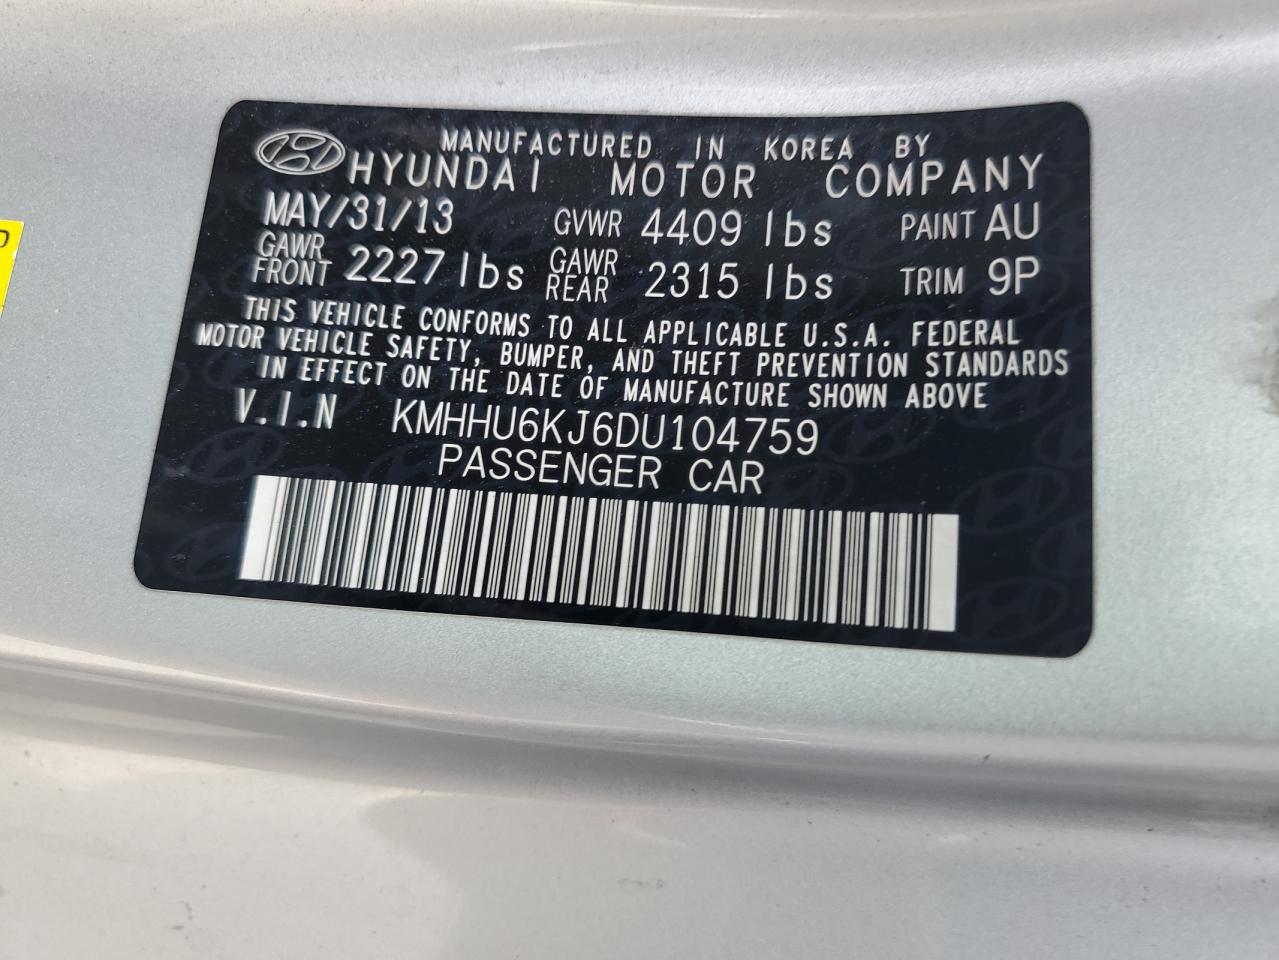 MANUFACTURED IN KOREA BY
HYUNDAI MOTOR COMPANY
MAY/31/13 GVWR 4409 lbs PAINT AU
GAWR FRONT 2227 lbs GAWR REAR 2315 lbs TRIM 9P
THIS VEHICLE CONFORMS TO ALL APPLICABLE U.S.A. FEDERAL
MOTOR VEHICLE SAFETY, BUMPER, AND THEFT PREVENTION STANDARDS
IN EFFECT ON THE DATE OF MANUFACTURE SHOWN ABOVE
V.I.N KMHHU6KJ6DU104759
PASSENGER CAR